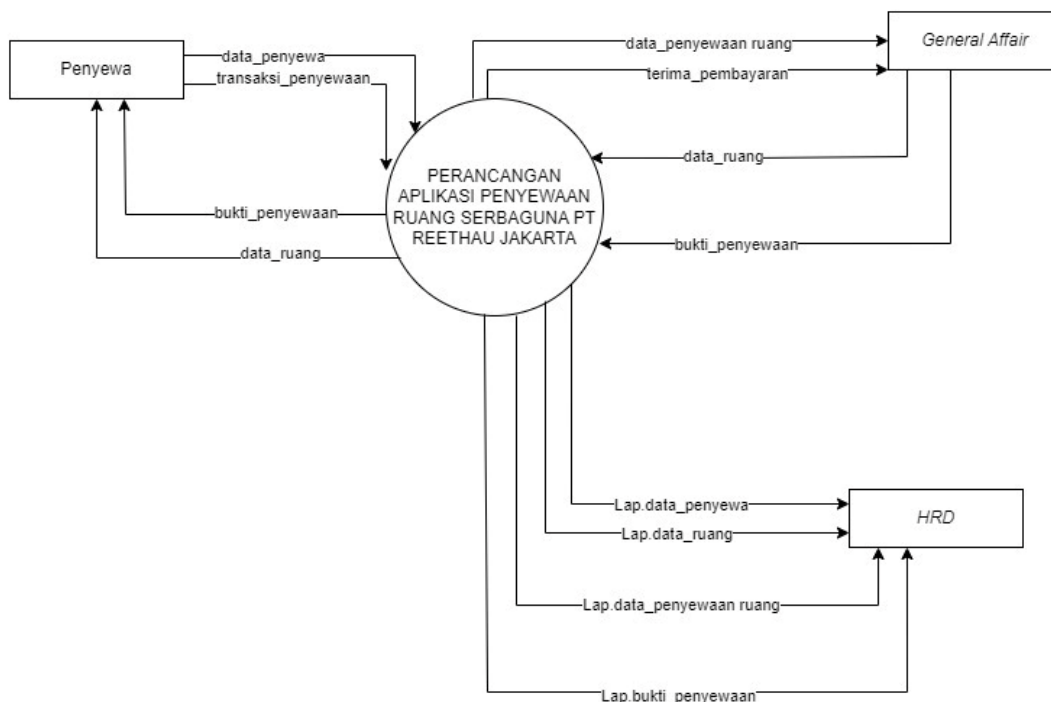 Penyewa
data_penyewa
transaksi_penyewaan
data_penyewaan ruang
General Affair
terima_pembayaran
data_ruang
PERANCANGAN
APLIKASI PENYEWAAN
RUANG SERBAGUNA PT
REETHAU JAKARTA
bukti_penyewaan
data_ruang
bukti_penyewaan
Lap.data_penyewa
Lap.data_ruang
HRD
Lap.data_penyewaan ruang
Lap.bukti_penyewaan